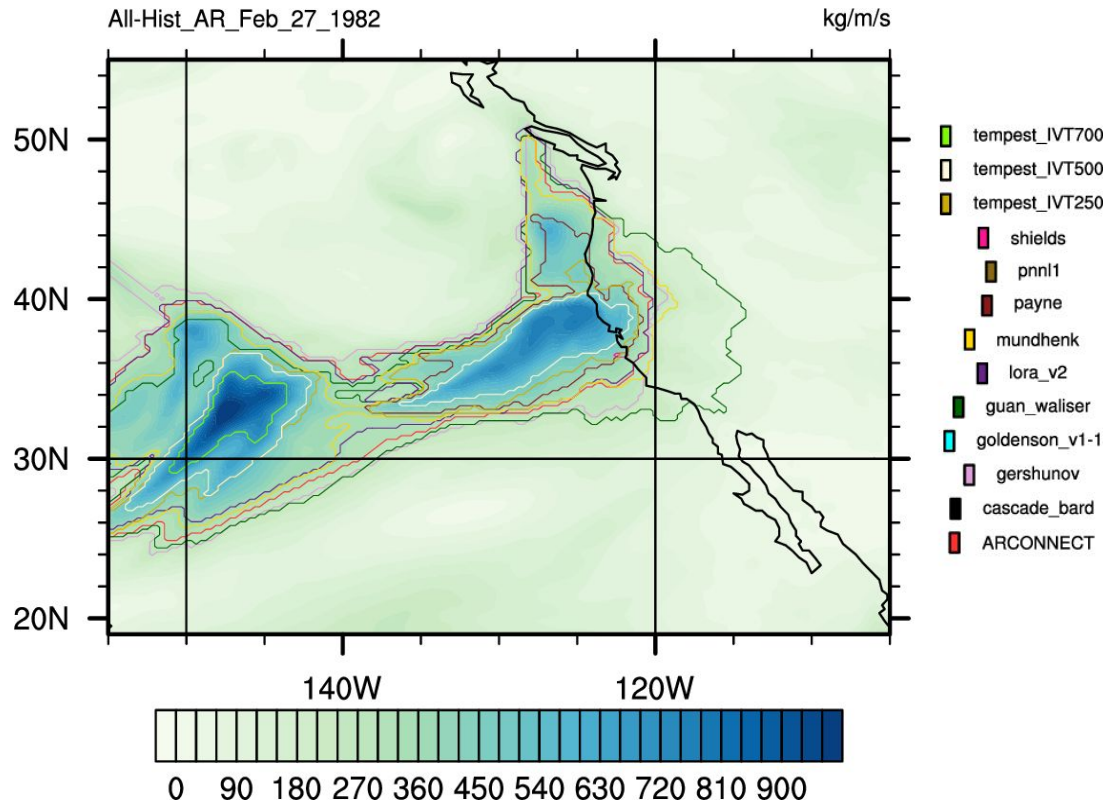 All-Hist_AR_Feb_27_1982 kg/m/s
50N
40N
30N
20N
140W 120W
tempest_IVT700
tempest_IVT500
tempest_IVT250
shields
pnnl1
payne
mundhenk
lora_v2
guan_waliser
goldenson_v1-1
gershunov
cascade_bard
ARCONNECT
0 90 180 270 360 450 540 630 720 810 900